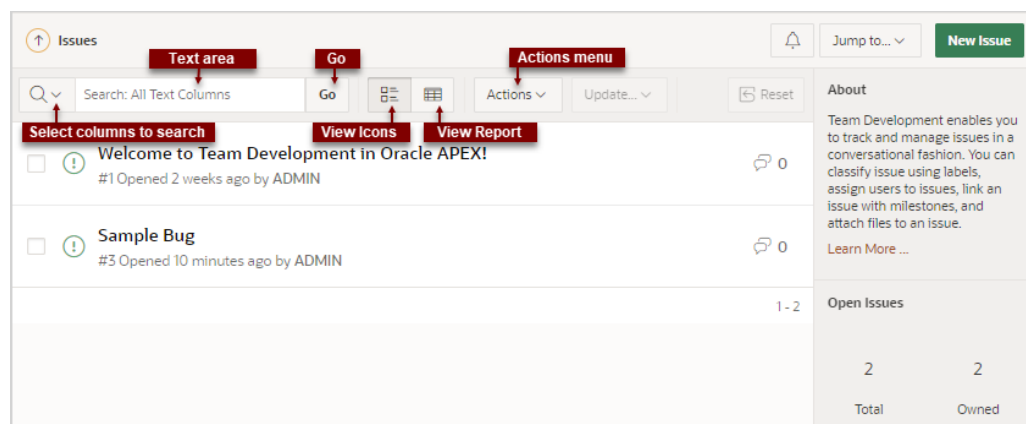 Issues
Jump to...
New Issue
Text area
Go
Actions menu
Search: All Text Columns
Go
Actions
Update...
Reset
Select columns to search
View Icons
View Report
Welcome to Team Development in Oracle APEX!
#1 Opened 2 weeks ago by ADMIN
0
Sample Bug
#3 Opened 10 minutes ago by ADMIN
0
1 - 2
About
Team Development enables you
to track and manage issues in a
conversational fashion. You can
classify issue using labels,
assign users to issues, link an
issue with milestones, and
attach files to an issue.
Learn More ...
Open Issues
2 2
Total Owned